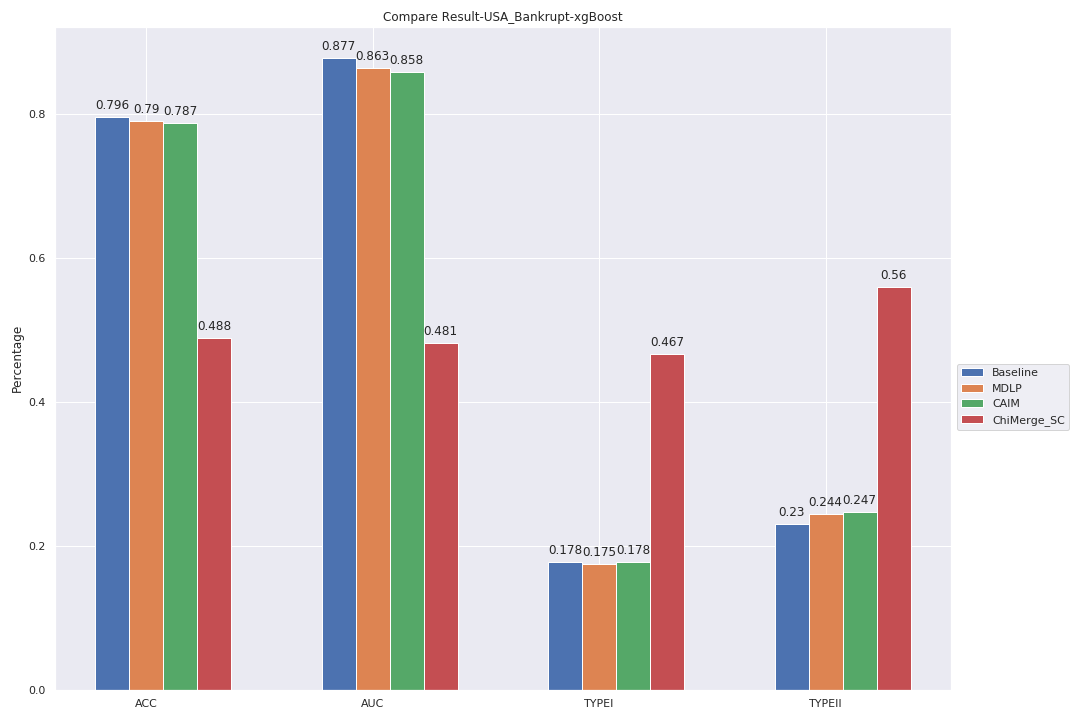 Compare Result-USA_Bankrupt-xgBoost
Percentage
0.8
0.6
0.4
0.2
0.0
0.796
0.79
0.787
0.488
0.877
0.863
0.858
0.481
0.178
0.175
0.178
0.467
0.23
0.244
0.247
0.56
ACC
AUC
TYPEI
TYPEII
Baseline
MDLP
CAIM
ChiMerge_SC